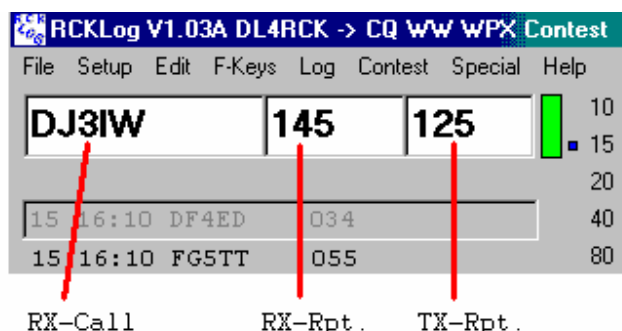 RCK Log RCKLog V1.03A DL4RCK -> CQ WW WPX Contest
File Setup Edit F-Keys Log Contest Special Help
DJ3IW 145 125 10
15
20
15 16:10 DF4ED 034 40
15 16:10 FG5TT 055 80
RX-Call RX-Rpt. TX-Rpt.